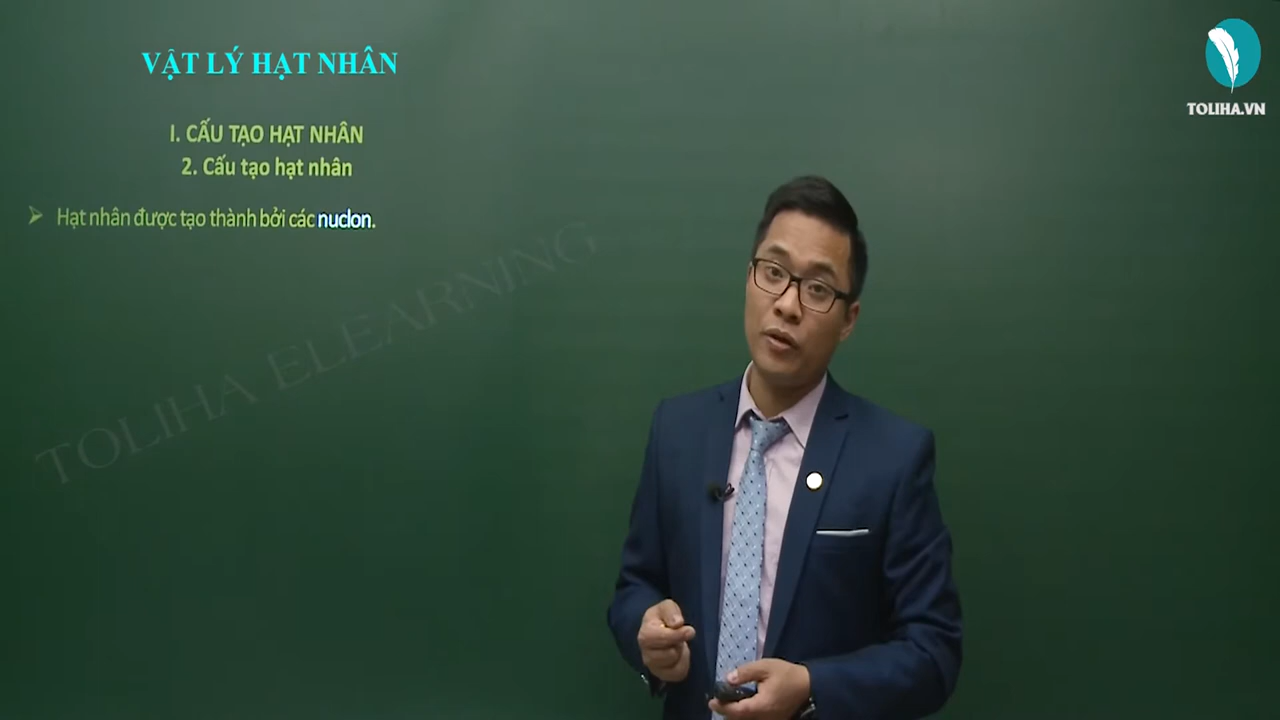 VẬT LÝ HẠT NHÂN
TOLIHA.VN
I. CẤU TẠO HẠT NHÂN
2. Cấu tạo hạt nhân
Hạt nhân được tạo thành bởi các nuclon.
TOLIHA ELEARNING